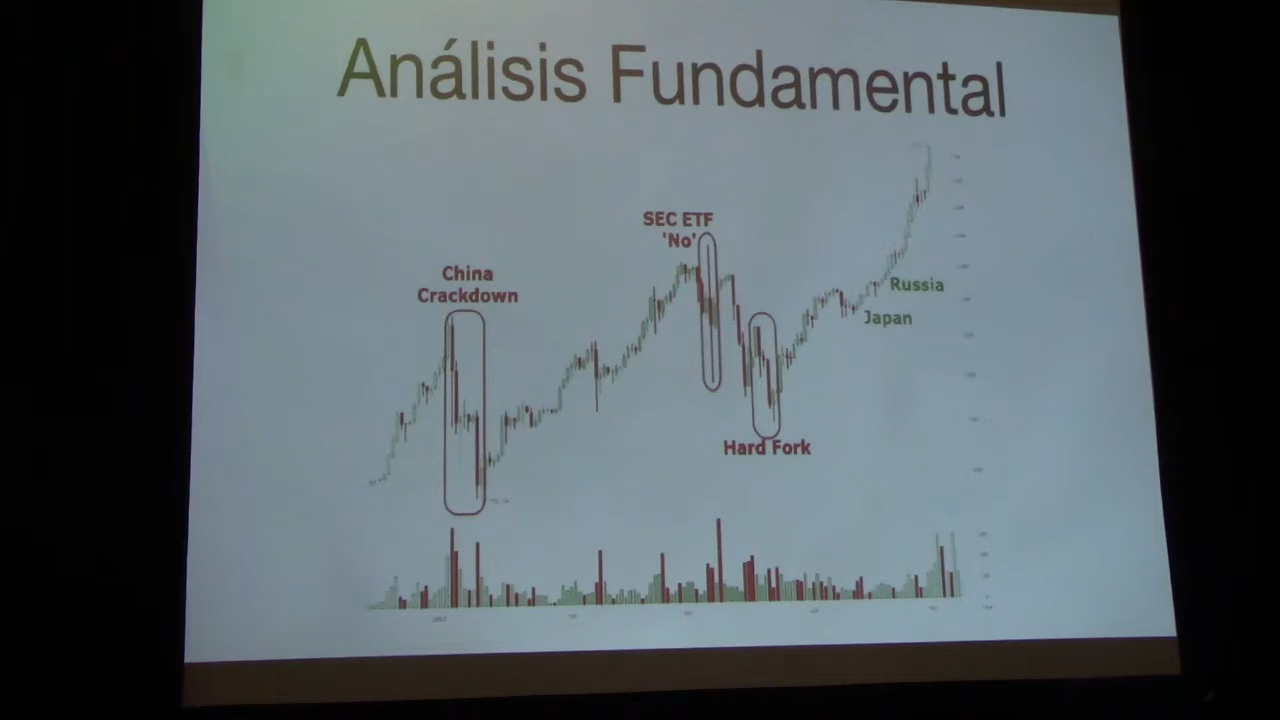 Análisis Fundamental
SEC ETF
'No'
China
Crackdown
Russia
Japan
Hard Fork